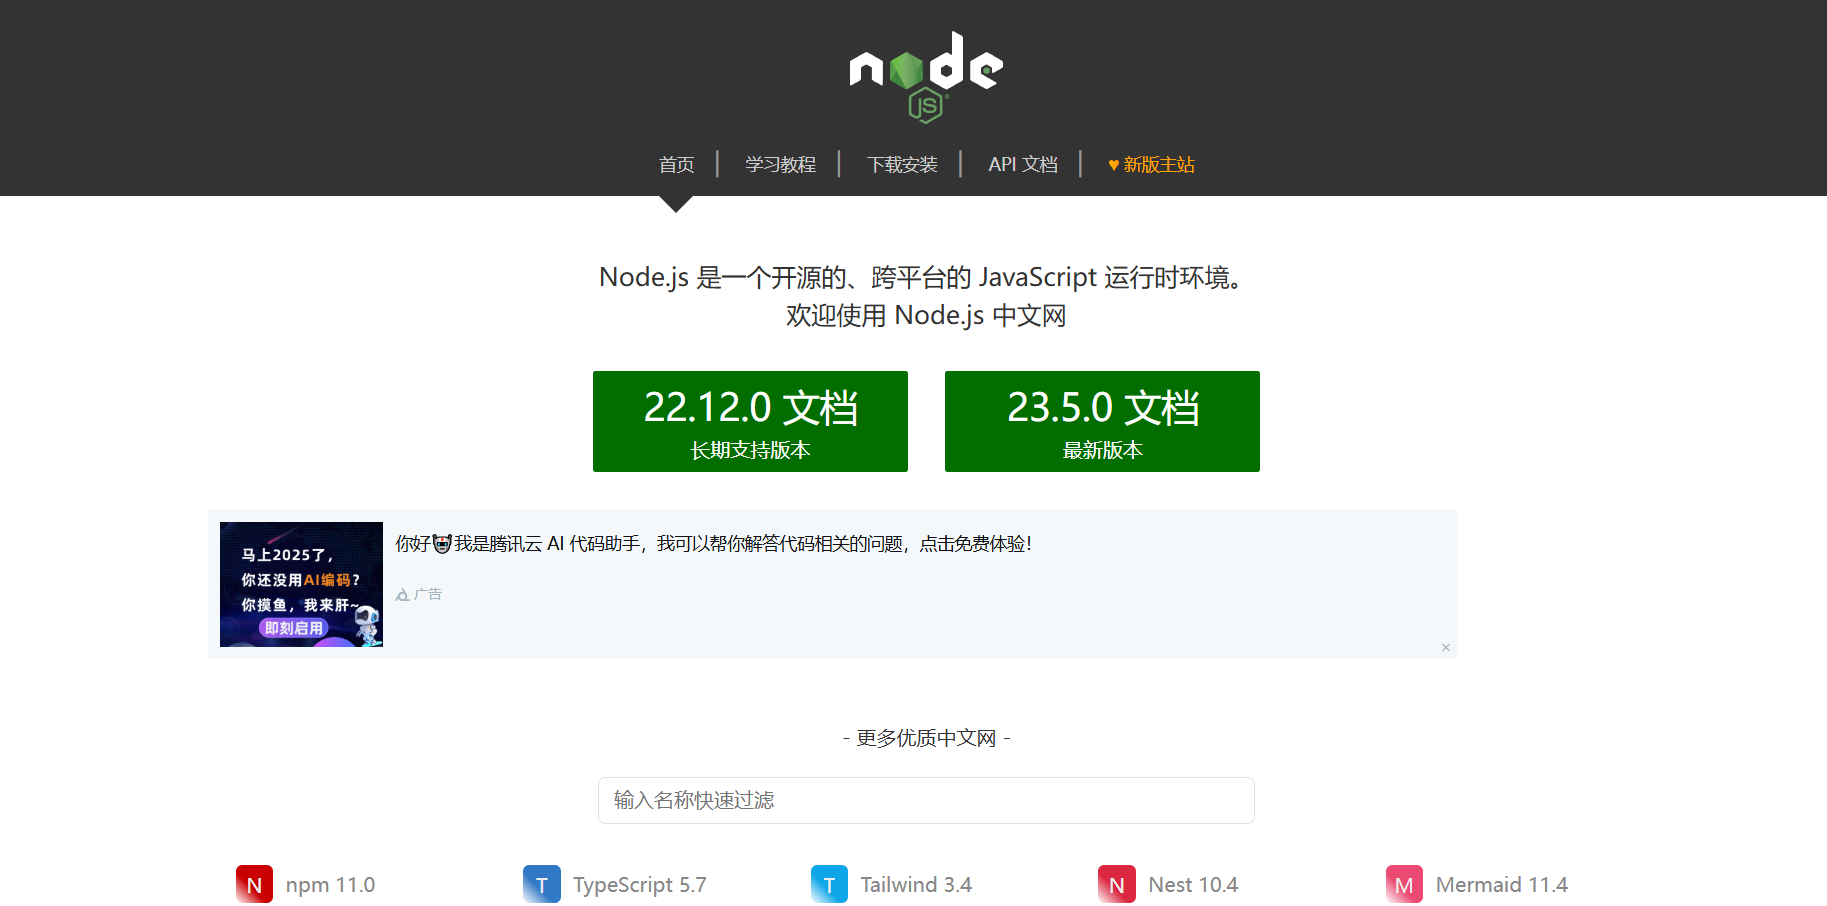 node
JS
首页 学习教程 下载安装 API 文档 ♥ 新版主站
Node.js 是一个开源的、跨平台的 JavaScript 运行时环境。
欢迎使用 Node.js 中文网
22.12.0 文档
长期支持版本
23.5.0 文档
最新版本
马上2025了，
你还没用AI编码?
你摸鱼，我来肝~
即刻启用
你好我是腾讯云 AI 代码助手，我可以帮你解答代码相关的问题，点击免费体验！
广告
×
- 更多优质中文网 -
输入名称快速过滤
N npm 11.0
T TypeScript 5.7
T Tailwind 3.4
N Nest 10.4
M Mermaid 11.4